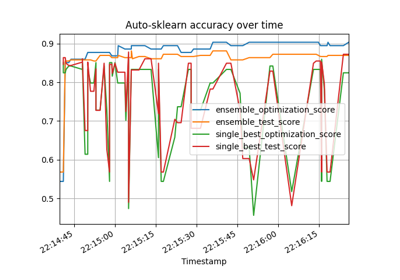 Auto-sklearn accuracy over time
0.9
0.8
0.7
0.6
0.5
ensemble_optimization_score
ensemble_test_score
single_best_optimization_score
single_best_test_score
22:14:45
22:15:00
22:15:15
22:15:30
22:15:45
22:16:00
22:16:15
Timestamp